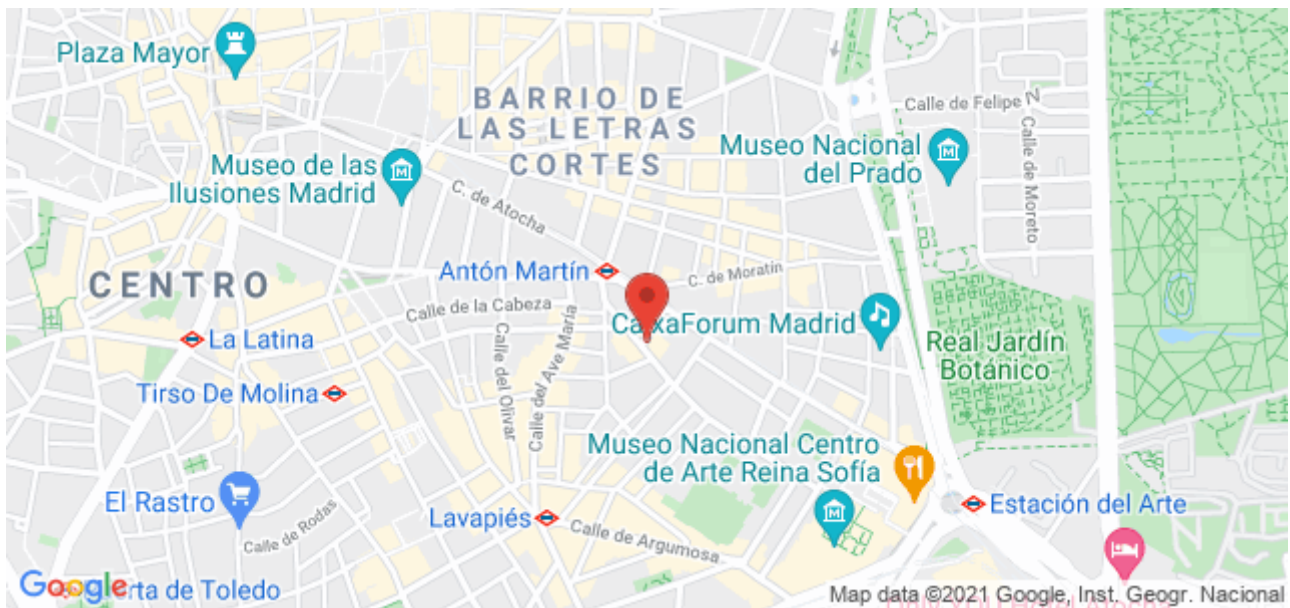 Plaza Mayor
BARRIO DE
LAS LETRAS
CORTES
Calle de Felipe
Calle de Moreto
Museo Nacional
del Prado
Museo de las
Ilusiones Madrid
C. de Atocha
Antón Martín
C. de Moratín
CENTRO
Calle de la Cabeza
CaixaForum Madrid
La Latina
Calle del Olivar
Calle del Ave María
Real Jardín
Botánico
Tirso De Molina
Museo Nacional Centro
de Arte Reina Sofía
El Rastro
Calle de Rodas
Lavapiés
Calle de Argumosa
Estación del Arte
Google
rta de Toledo
Map data ©2021 Google, Inst. Geogr. Nacional